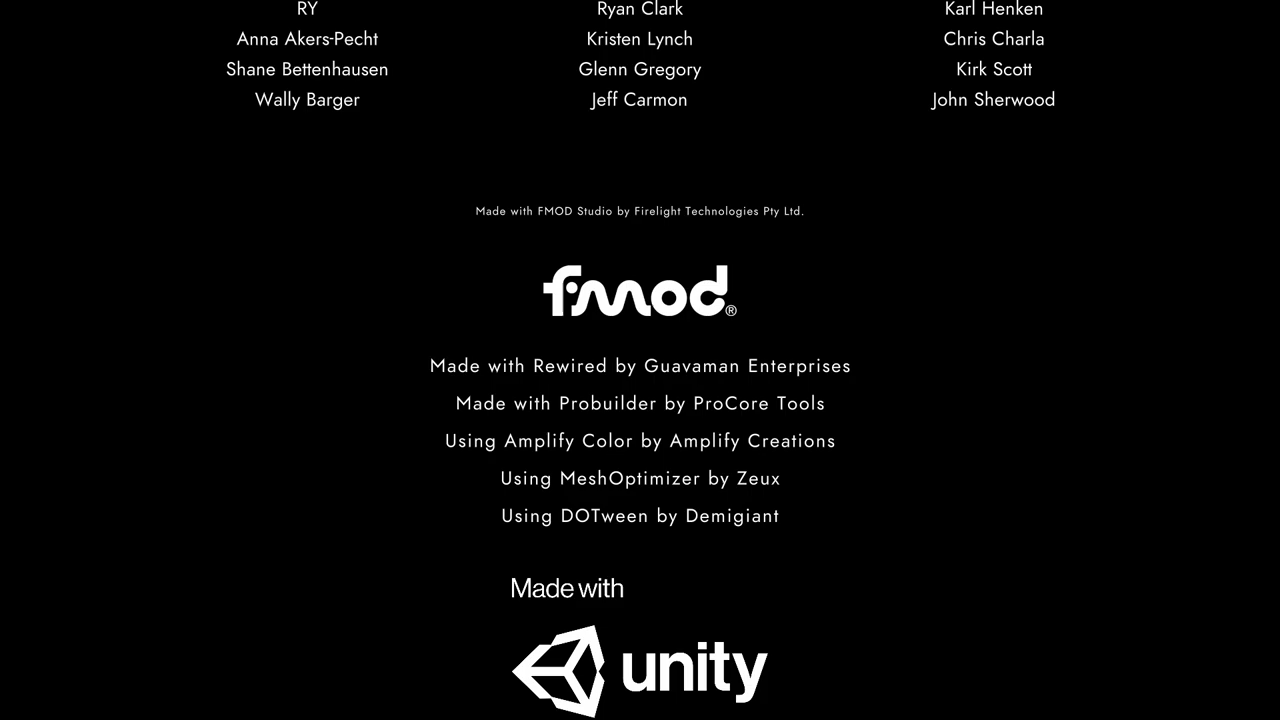 RY Ryan Clark Karl Henken
Anna Akers-Pecht Kristen Lynch Chris Charla
Shane Bettenhausen Glenn Gregory Kirk Scott
Wally Barger Jeff Carmon John Sherwood
Made with FMOD Studio by Firelight Technologies Pty Ltd.
fmod®
Made with Rewired by Guavaman Enterprises
Made with Probuilder by ProCore Tools
Using Amplify Color by Amplify Creations
Using MeshOptimizer by Zeux
Using DOTween by Demigiant
Made with
unity